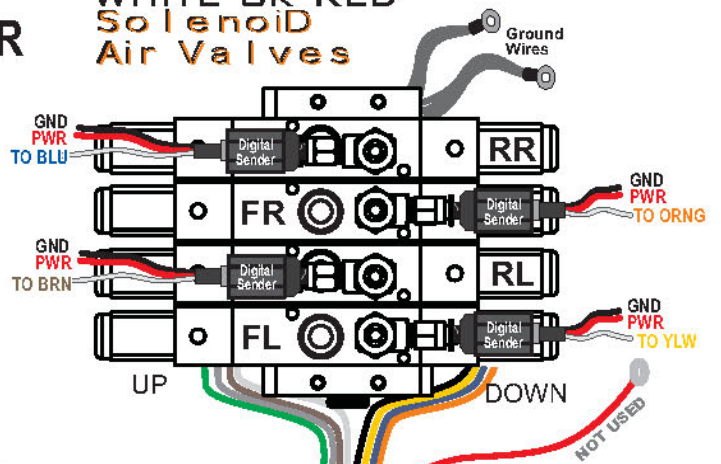 R
SolenoiD
Air Valves
Ground
Wires
GND
PWR
TO BLU
Digital
Sender
RR
FR
Digital
Sender
GND
PWR
TO ORNG
GND
PWR
TO BRN
Digital
Sender
RL
FL
Digital
Sender
GND
PWR
TO YLW
UP
DOWN
NOT USED